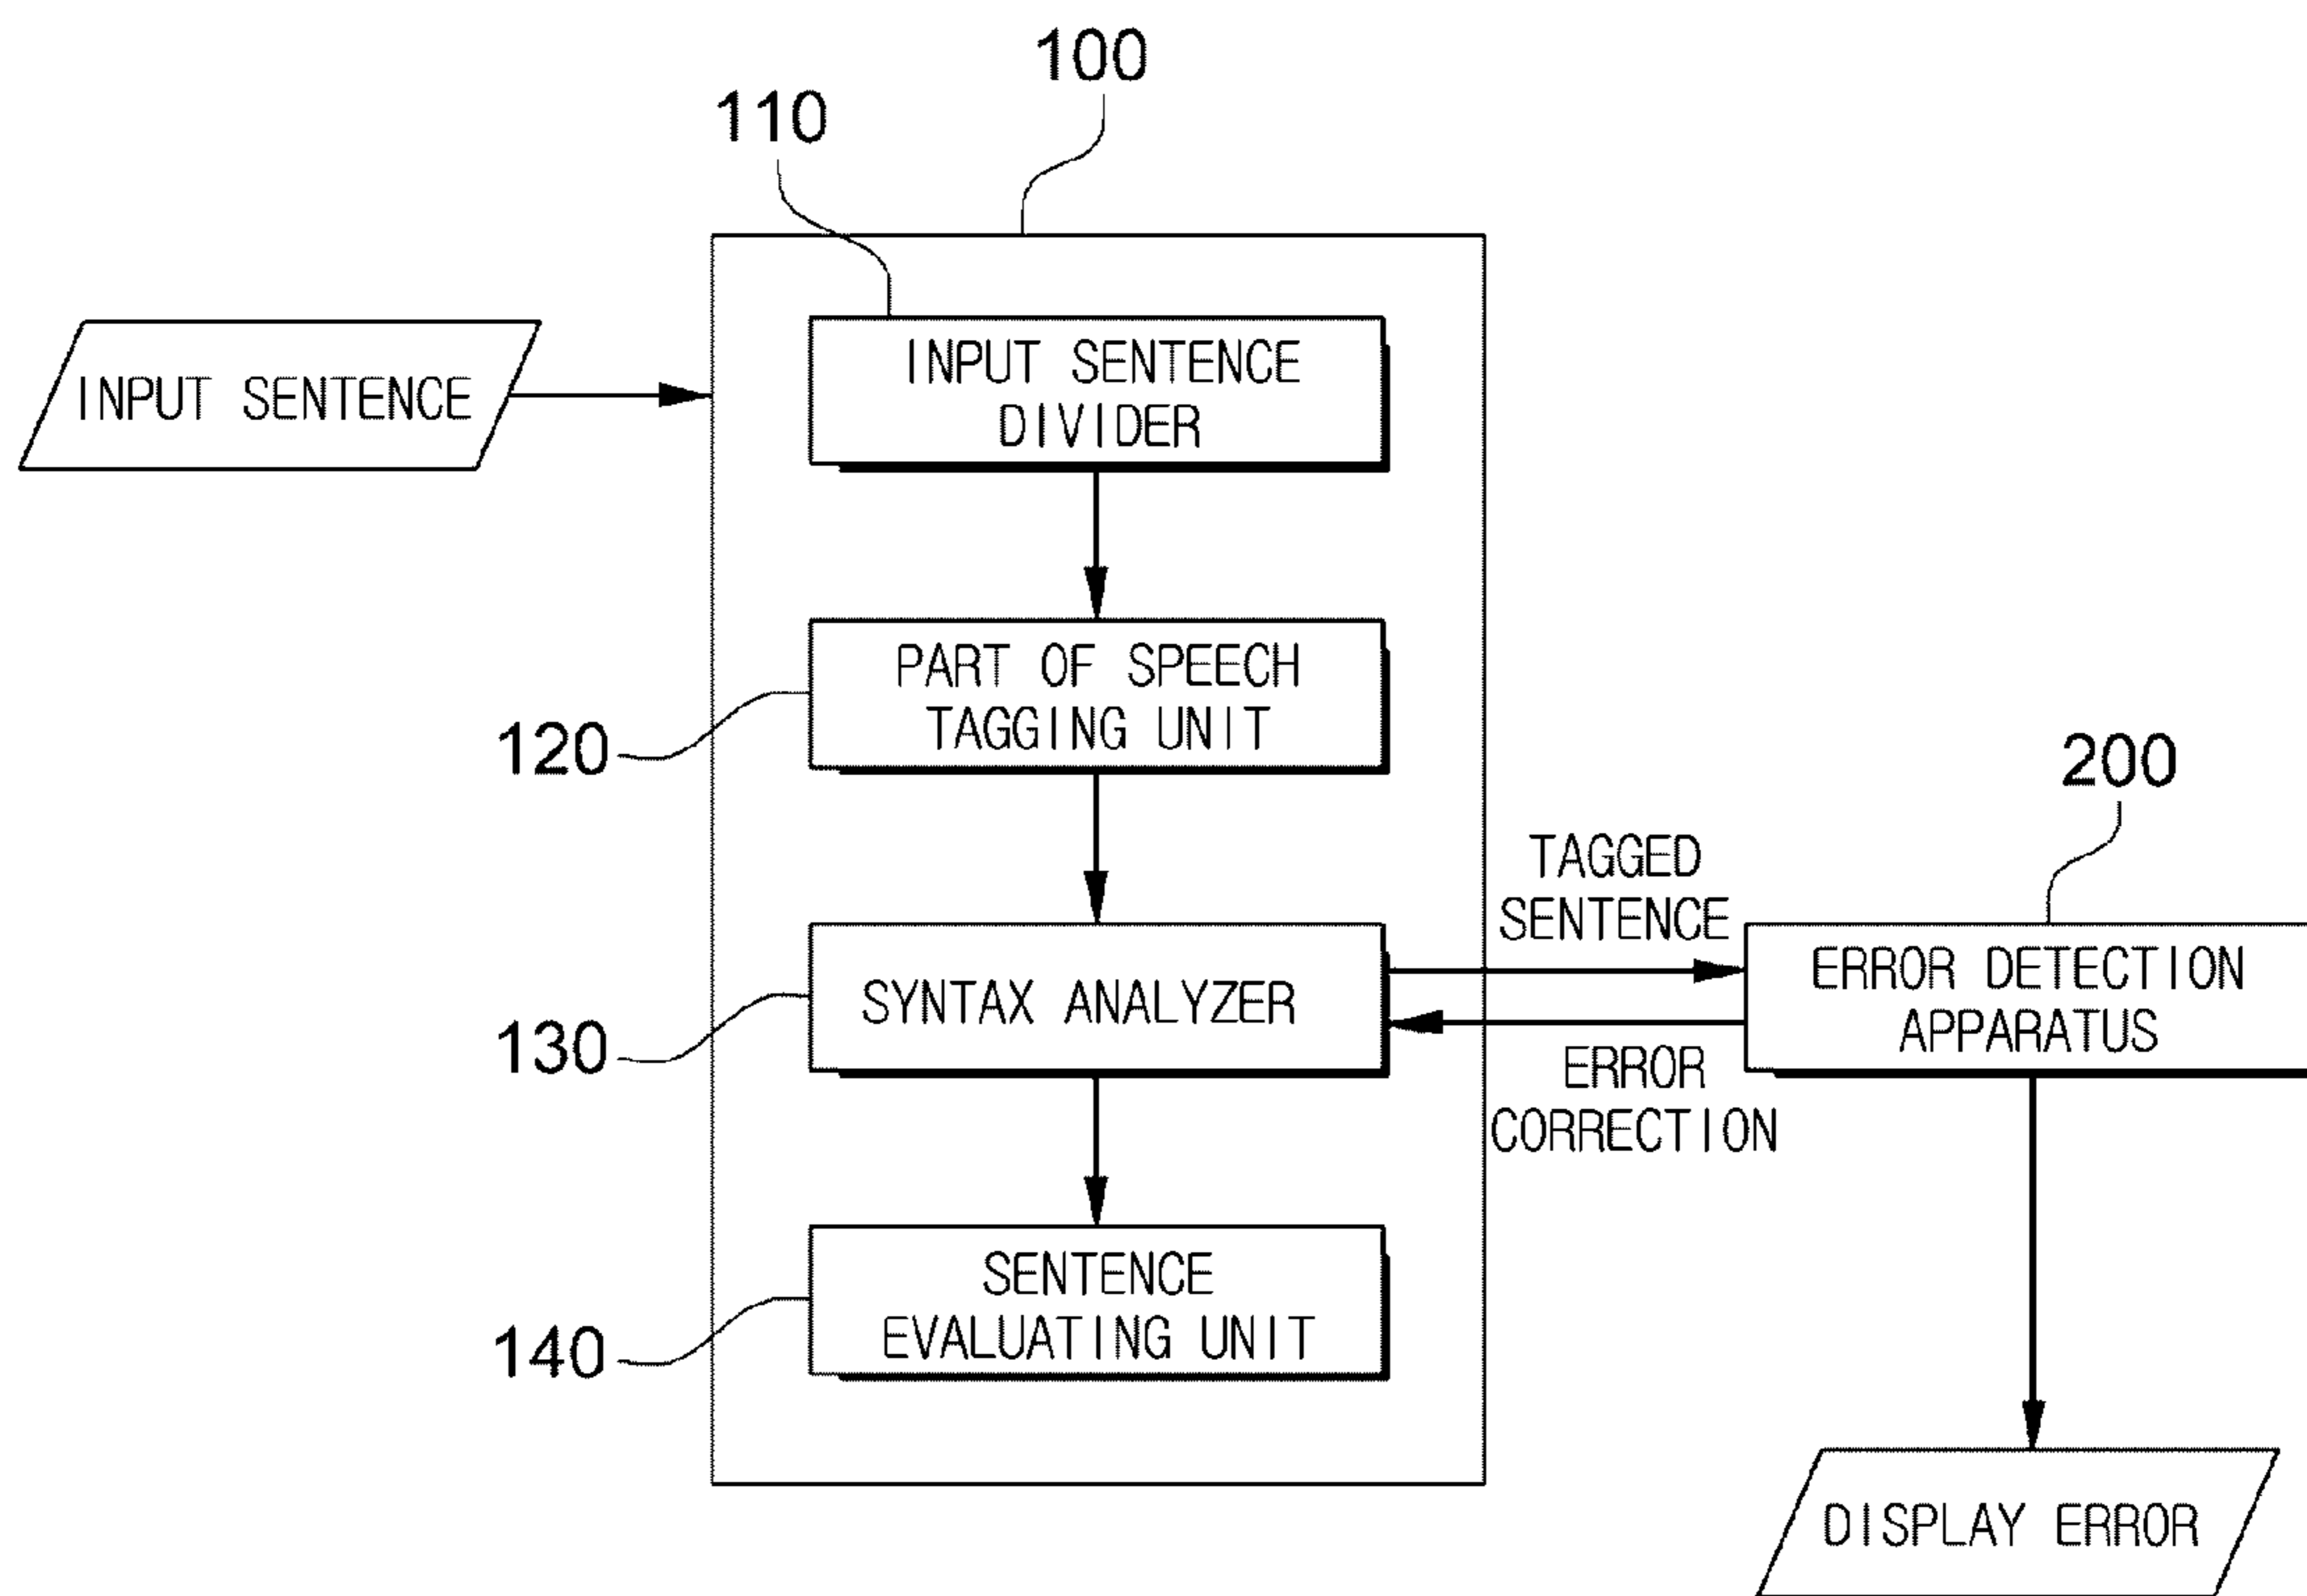 100
110
INPUT SENTENCE
INPUT SENTENCE
DIVIDER
PART OF SPEECH
TAGGING UNIT
120
200
TAGGED
SENTENCE
SYNTAX ANALYZER
130
ERROR DETECTION
APPARATUS
ERROR
CORRECTION
SENTENCE
EVALUATING UNIT
140
DISPLAY ERROR